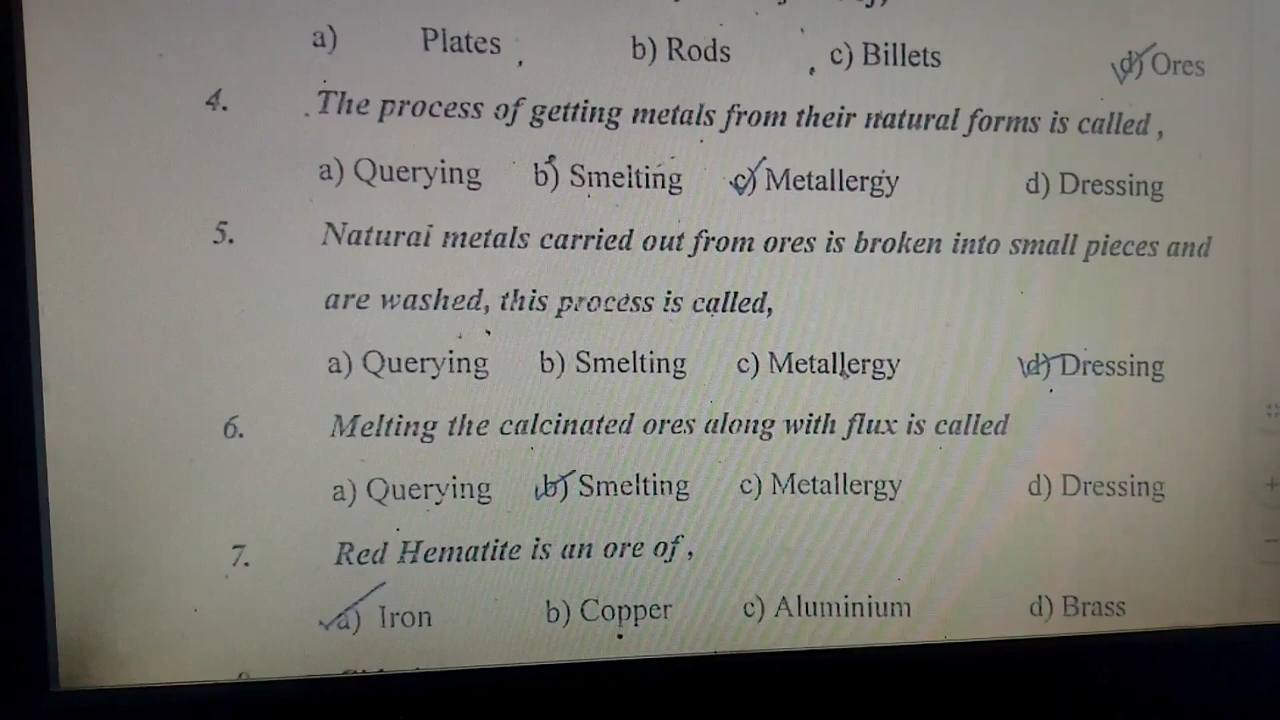 a) Plates b) Rods c) Billets d) Ores
4. The process of getting metals from their natural forms is called ,
a) Querying b) Smelting c) Metallergy d) Dressing
5. Natural metals carried out from ores is broken into small pieces and
are washed, this process is called,
a) Querying b) Smelting c) Metallergy d) Dressing
6. Melting the calcinated ores along with flux is called
a) Querying b) Smelting c) Metallergy d) Dressing
7. Red Hematite is an ore of ,
a) Iron b) Copper c) Aluminium d) Brass